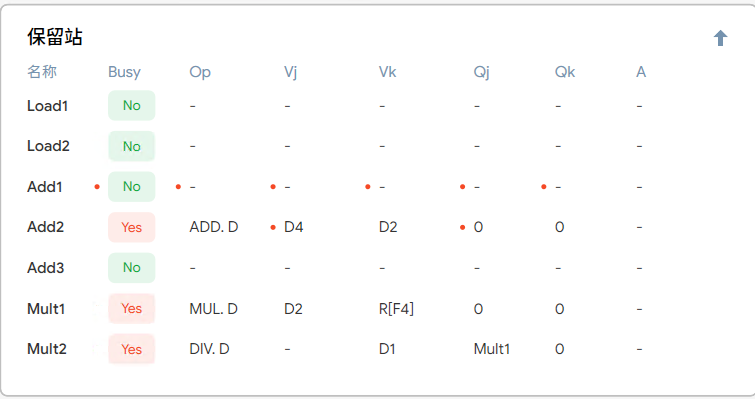 保留站
名称 Busy Op Vj Vk Qj Qk A
Load1 No - - - - - -
Load2 No - - - - - -
Add1 No - - - - - -
Add2 Yes ADD. D D4 D2 0 0 -
Add3 No - - - - - -
Mult1 Yes MUL. D D2 R[F4] 0 0 -
Mult2 Yes DIV. D - D1 Mult1 0 -